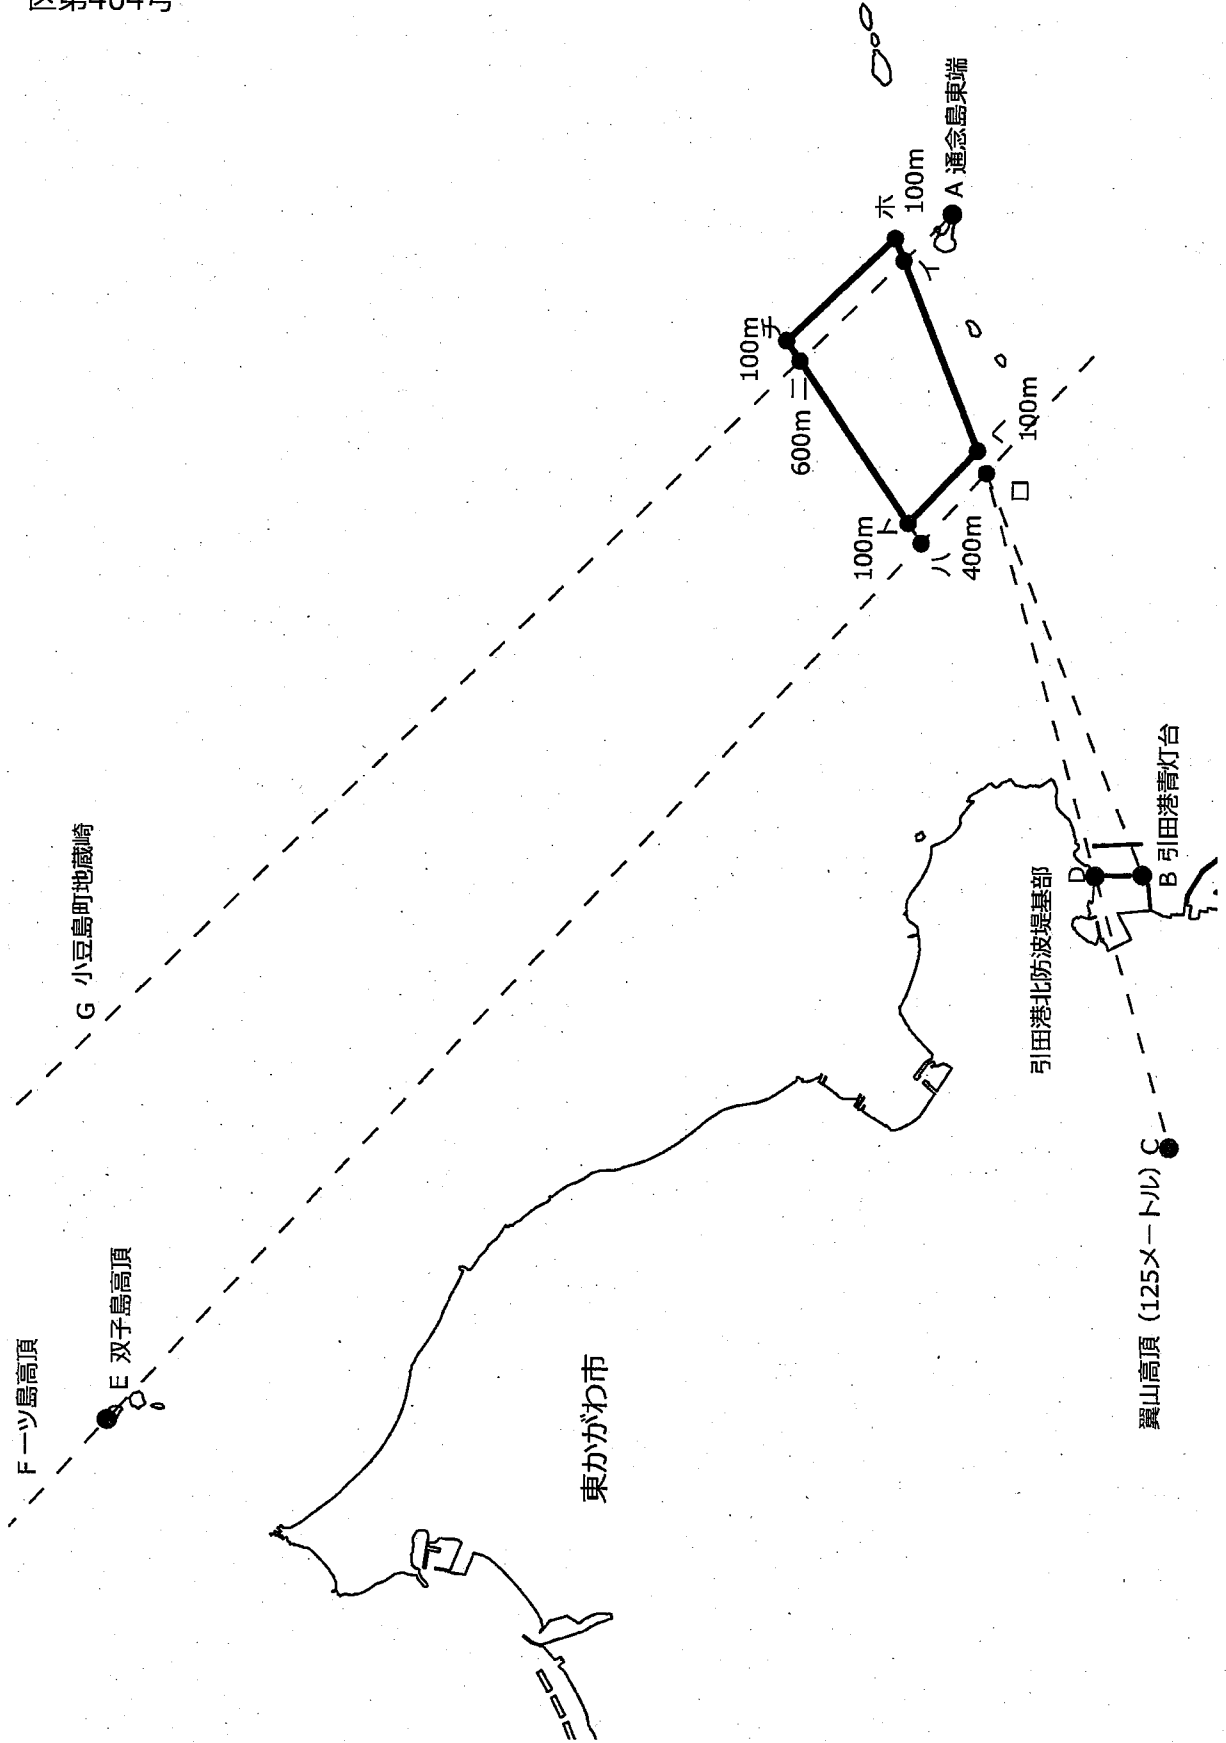 区第404号
F 一ツ島高頂
E 双子島高頂
G 小豆島町地蔵崎
東かがわ市
チ
100m
ニ
600m
ホ
100m
イ
A 通念島東端
ト
100m
ハ
400m
ヘ
100m
ロ
引田港北防波堤基部
D
B 引田港青灯台
翼山高頂（125メートル）C